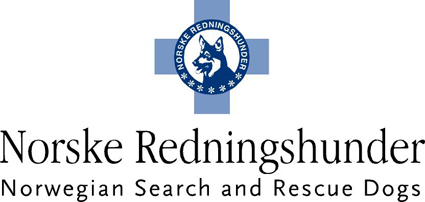 NORSKE REDNINGSHUNDER
Norske Redningshunder
Norwegian Search and Rescue Dogs